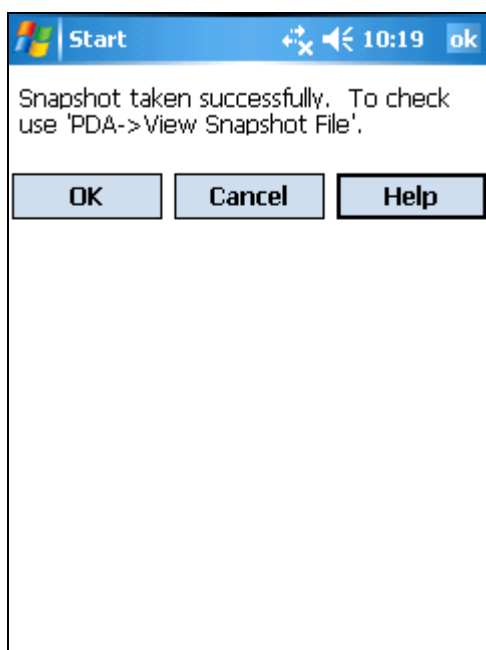 Start 10:19 ok
Snapshot taken successfully. To check
use 'PDA->View Snapshot File'.
OK Cancel Help